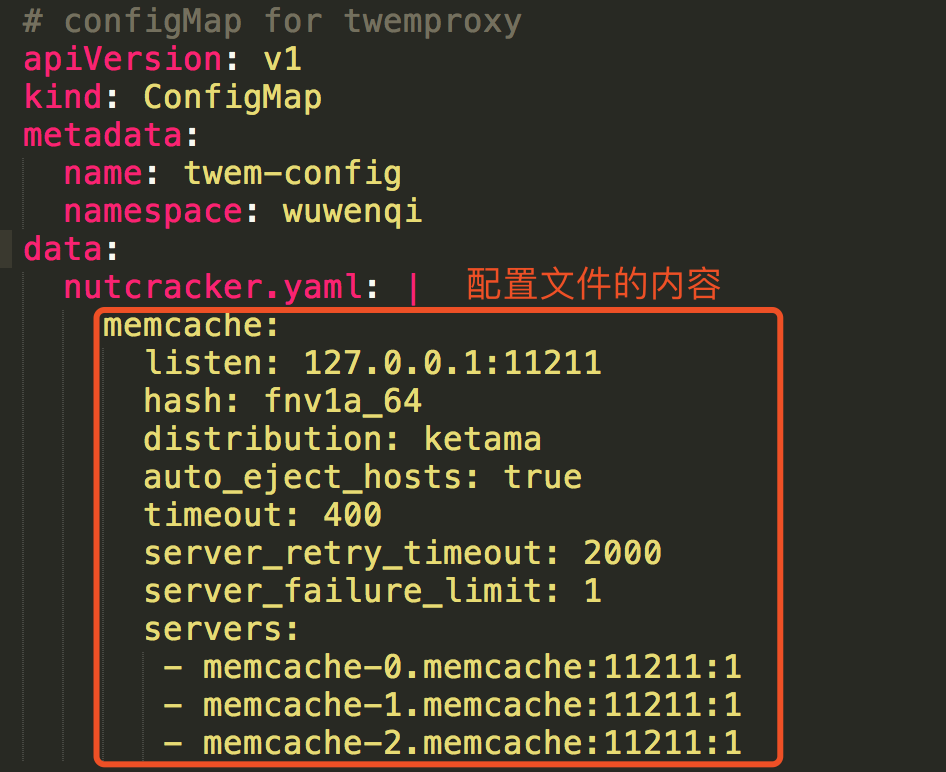 # configMap for twemproxy
apiVersion: v1
kind: ConfigMap
metadata:
  name: twem-config
  namespace: wuwenqi
data:
  nutcracker.yaml: | 配置文件的内容
    memcache:
      listen: 127.0.0.1:11211
      hash: fnv1a_64
      distribution: ketama
      auto_eject_hosts: true
      timeout: 400
      server_retry_timeout: 2000
      server_failure_limit: 1
      servers:
       - memcache-0.memcache:11211:1
       - memcache-1.memcache:11211:1
       - memcache-2.memcache:11211:1